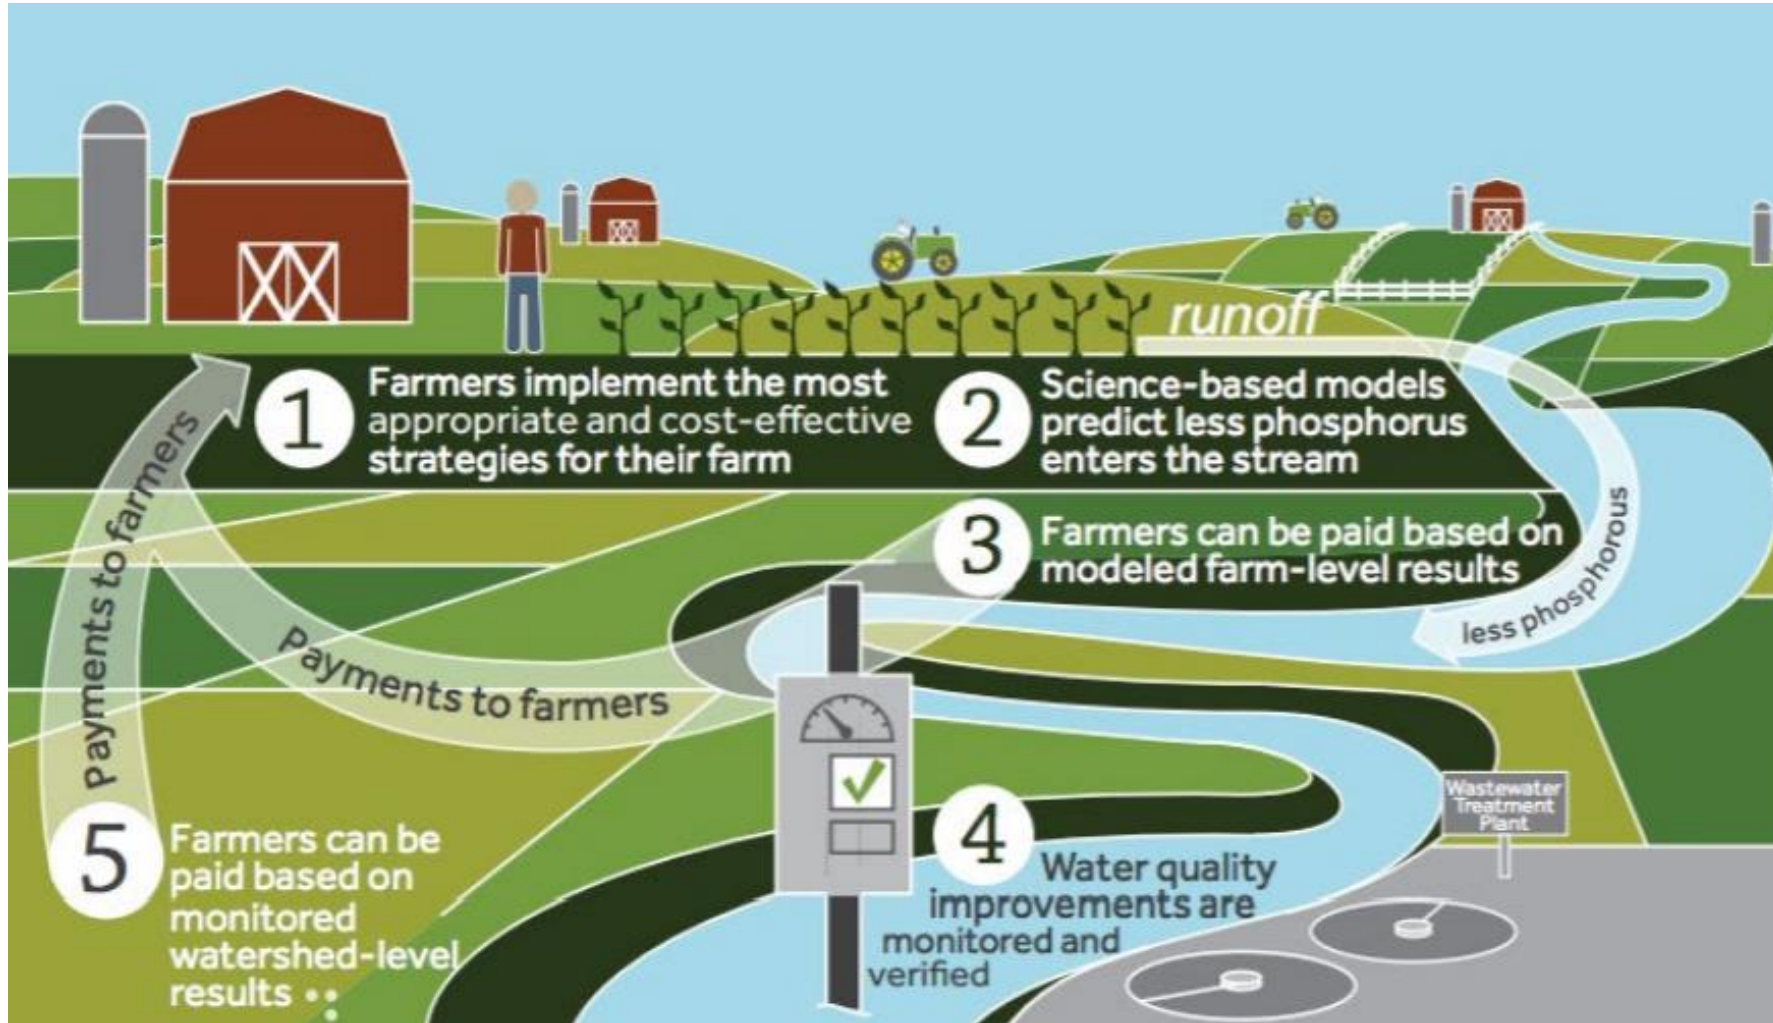 runoff
1
Farmers implement the most
appropriate and cost-effective
strategies for their farm
2
Science-based models
predict less phosphorus
enters the stream
3
Farmers can be paid based on
modeled farm-level results
less phosphorous
Payments to farmers
Payments to farmers
Wastewater
Treatment
Plant
4
Water quality
improvements are
monitored and
verified
5
Farmers can be
paid based on
monitored
watershed-level
results